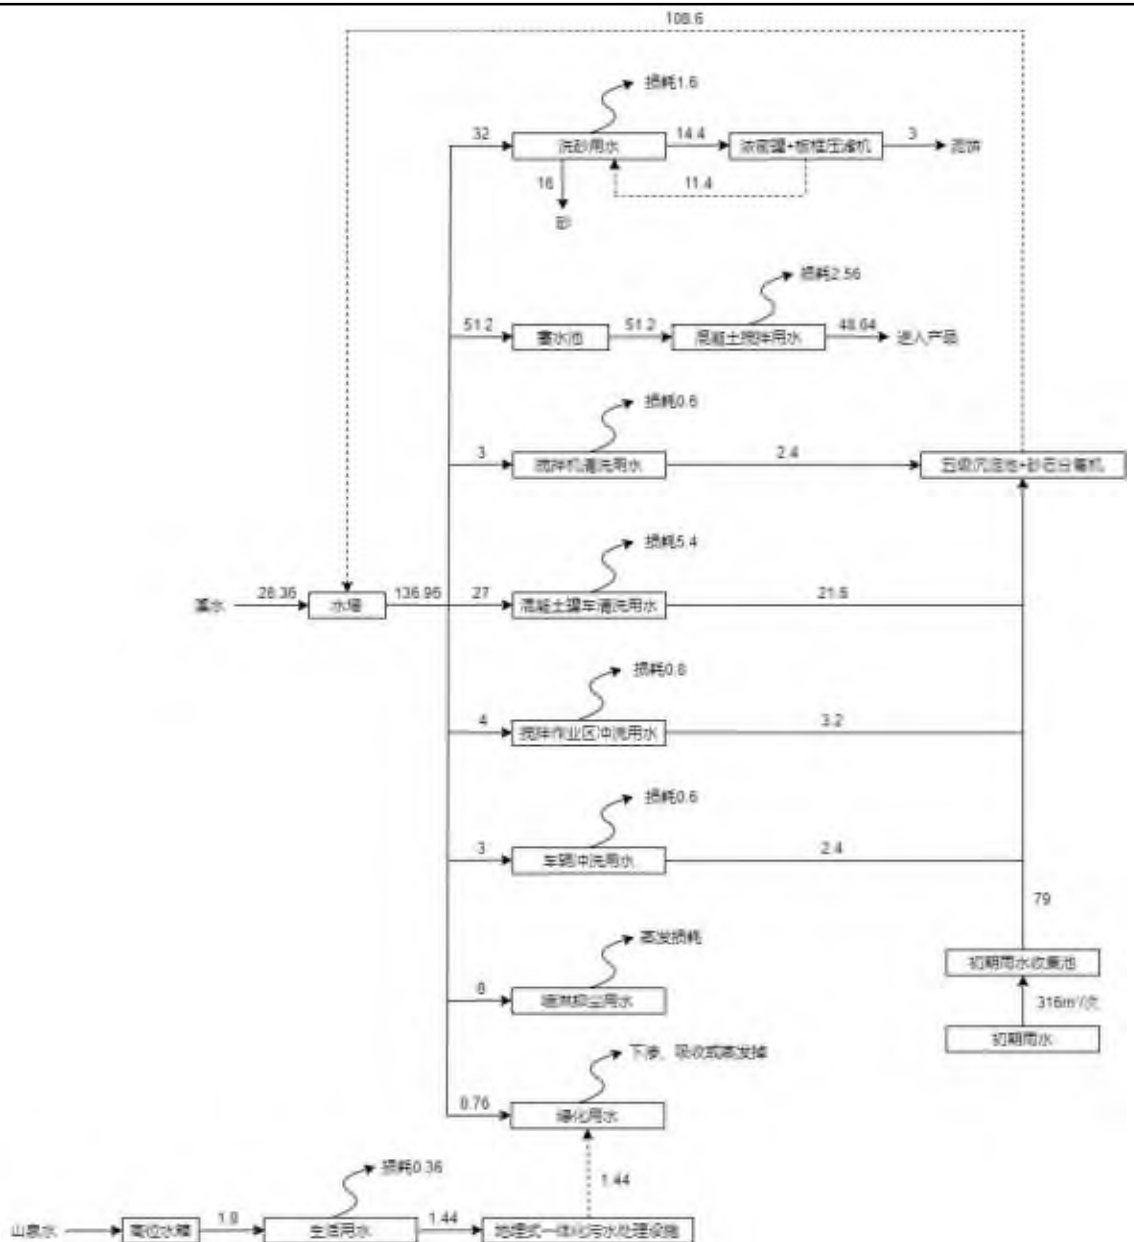 108.6
损耗1.6
32
洗砂用水
14.4
浓密罐+板框压滤机
3
泥饼
16
11.4
砂
损耗2.56
51.2
蓄水池
51.2
混凝土搅拌用水
48.64
进入产品
损耗0.6
3
搅拌机清洗用水
2.4
五级沉淀池+砂石分离机
损耗5.4
28.36
水塔
136.96
27
混凝土罐车清洗用水
21.6
损耗0.8
4
搅拌作业区冲洗用水
3.2
损耗0.6
3
车辆冲洗用水
2.4
79
蒸发损耗
初期雨水收集池
8
喷淋抑尘用水
316m³/次
初期雨水
下渗、吸收或蒸发掉
8.76
绿化用水
损耗0.36
1.44
山泉水
高位水箱
1.8
生活用水
1.44
地埋式一体化污水处理设施